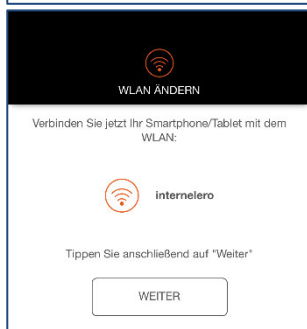 WLAN ÄNDERN
Verbinden Sie jetzt Ihr Smartphone/Tablet mit dem
WLAN:
internelero
Tippen Sie anschließend auf "Weiter"
WEITER